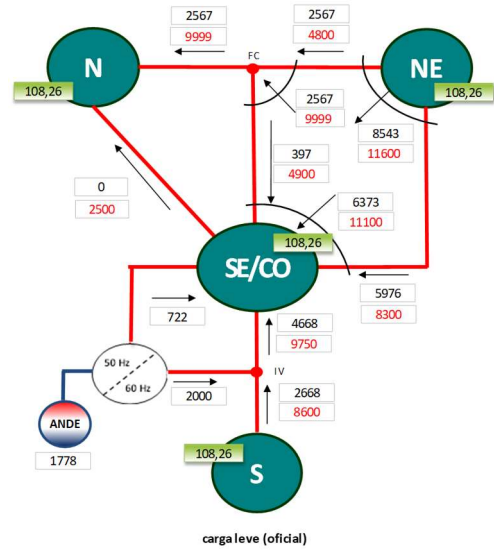 2567
9999
2567
4800
N
FC
NE
108,26
108,26
2567
9999
8543
11600
397
4900
0
2500
6373
11100
108,26
SE/CO
5976
8300
722
4668
9750
50 Hz
60 Hz
IV
2000
2668
8600
ANDE
1778
108,26
S
carga leve (oficial)